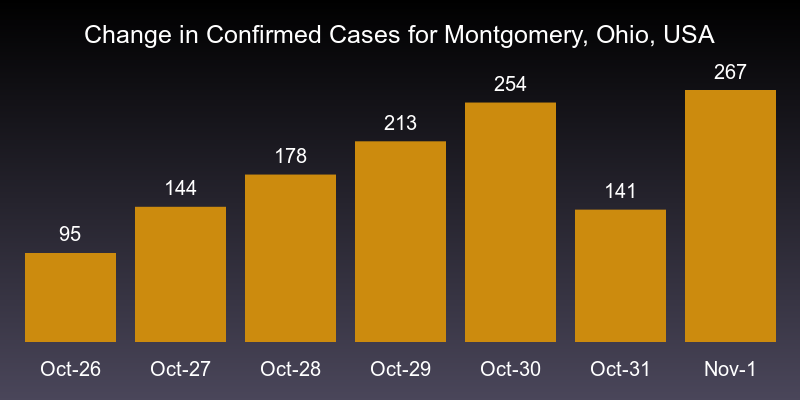 Change in Confirmed Cases for Montgomery, Ohio, USA
95 144 178 213 254 141 267
Oct-26 Oct-27 Oct-28 Oct-29 Oct-30 Oct-31 Nov-1